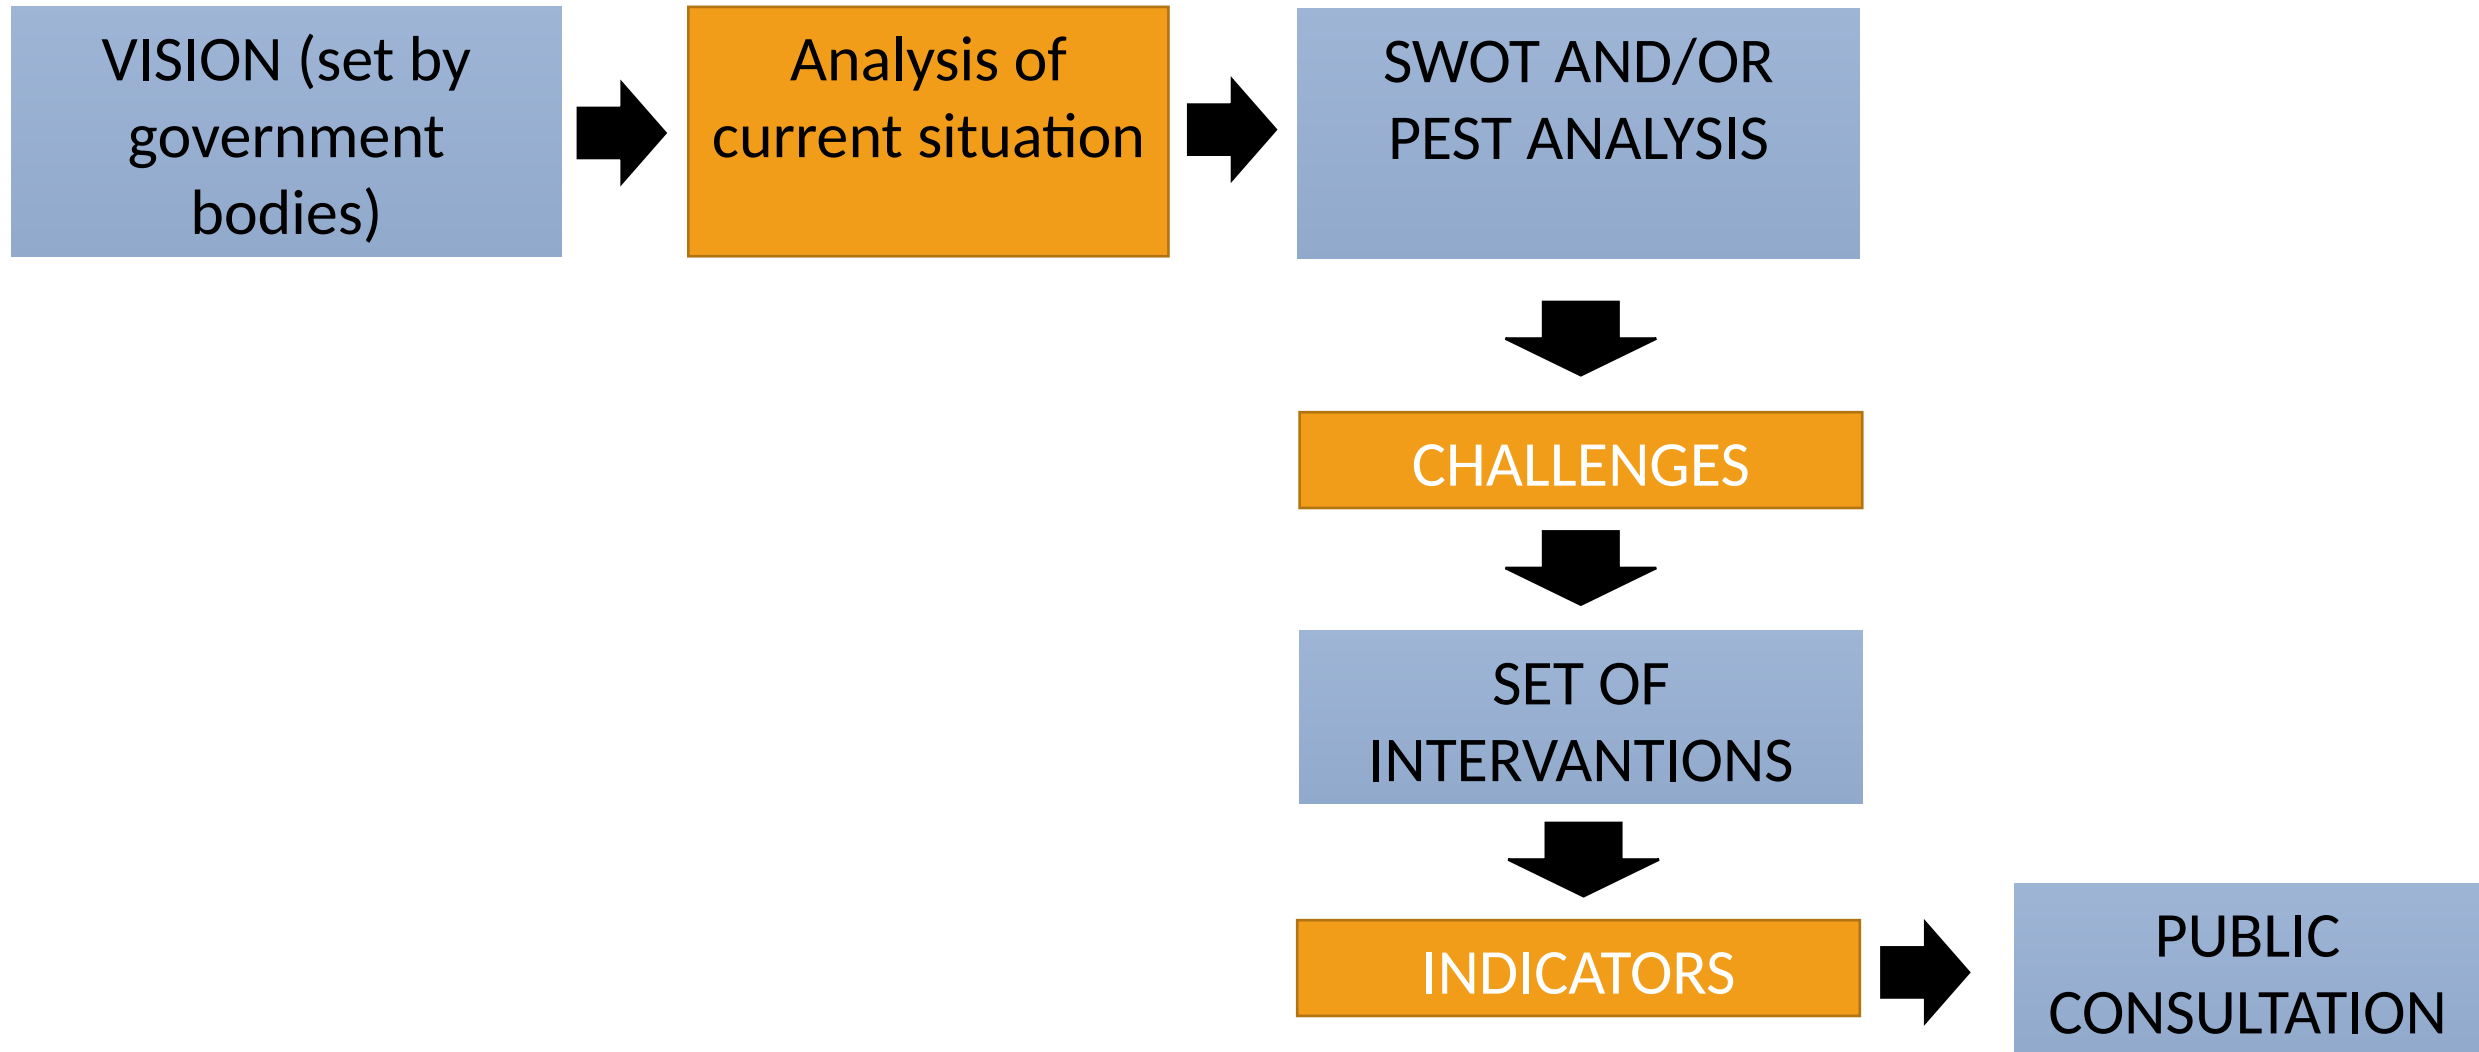 VISION (set by
government
bodies)
Analysis of
current situation
SWOT AND/OR
PEST ANALYSIS
CHALLENGES
SET OF
INTERVANTIONS
INDICATORS
PUBLIC
CONSULTATION